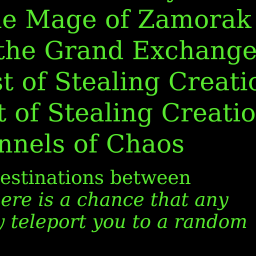 e Mage of Zamorak
the Grand Exchange
st of Stealing Creatio
t of Stealing Creatio
nnels of Chaos
estinations between
ere is a chance that any
y teleport you to a random